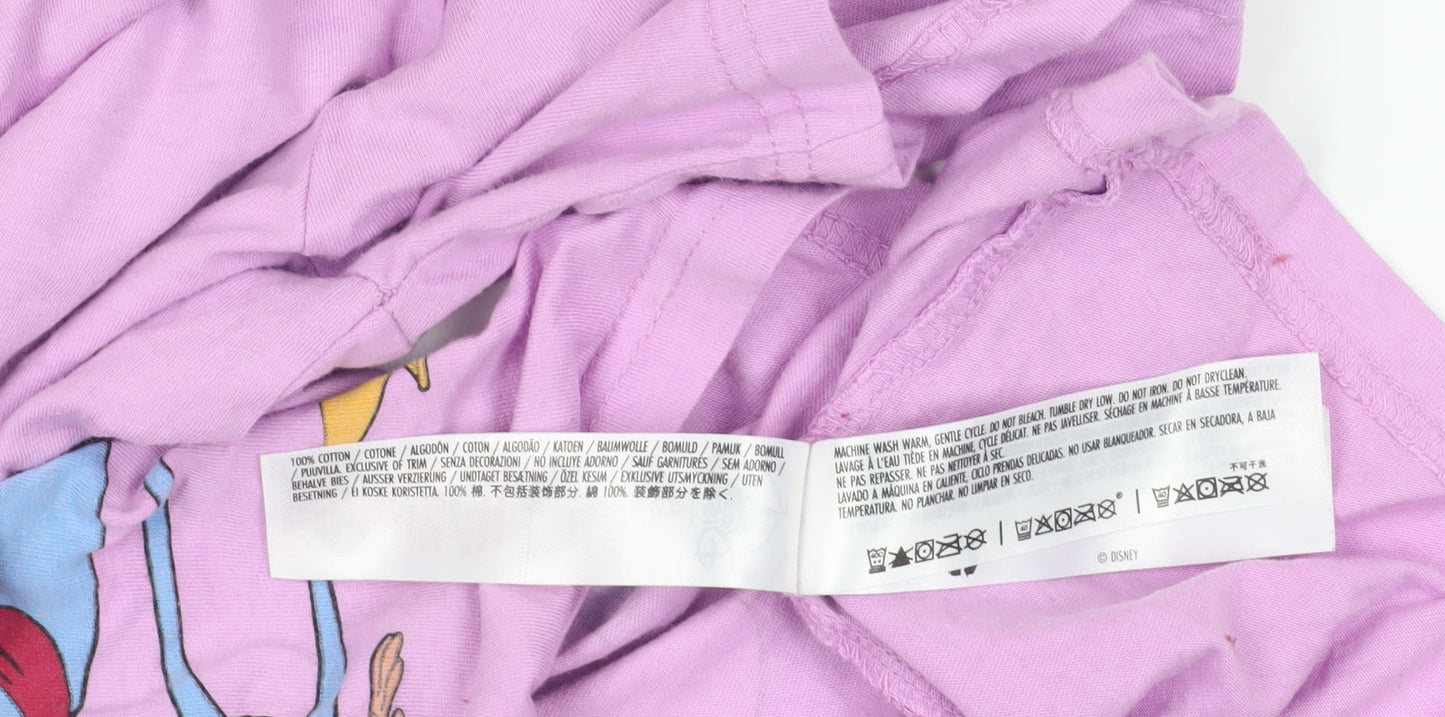 100% COTTON / COTONE / ALGODÓN / COTON / ALGODÃO / KATOEN / BAUMWOLLE / BOMULD / PAMUK / BOMULL
/ PUUVILLA. EXCLUSIVE OF TRIM / SENZA DECORAZIONI / NO INCLUYE ADORNO / SAUF GARNITURES / SEM ADORNO /
BEHALVE BIES / AUSSER VERZIERUNG / UNDTAGET BESÆTNING / ÖZEL KESIM / EXKLUSIVE UTSMYCKNING / UTEN
BESETNING / EI KOSKE KORISTETTA. 100% 棉. 不包括装饰部分. 綿 100%. 装飾部分を除く.
MACHINE WASH WARM, GENTLE CYCLE. DO NOT BLEACH. TUMBLE DRY LOW. DO NOT IRON. DO NOT DRYCLEAN.
LAVAGE À L'EAU TIÈDE EN MACHINE, CYCLE DÉLICAT. NE PAS JAVELLISER. SÉCHAGE EN MACHINE À BASSE TEMPÉRATURE.
NE PAS REPASSER. NE PAS NETTOYER À SEC.
LAVADO A MÁQUINA EN CALIENTE, CICLO PRENDAS DELICADAS. NO USAR BLANQUEADOR. SECAR EN SECADORA, A BAJA
TEMPERATURA. NO PLANCHAR. NO LIMPIAR EN SECO.
不可干洗
40 40
© DISNEY